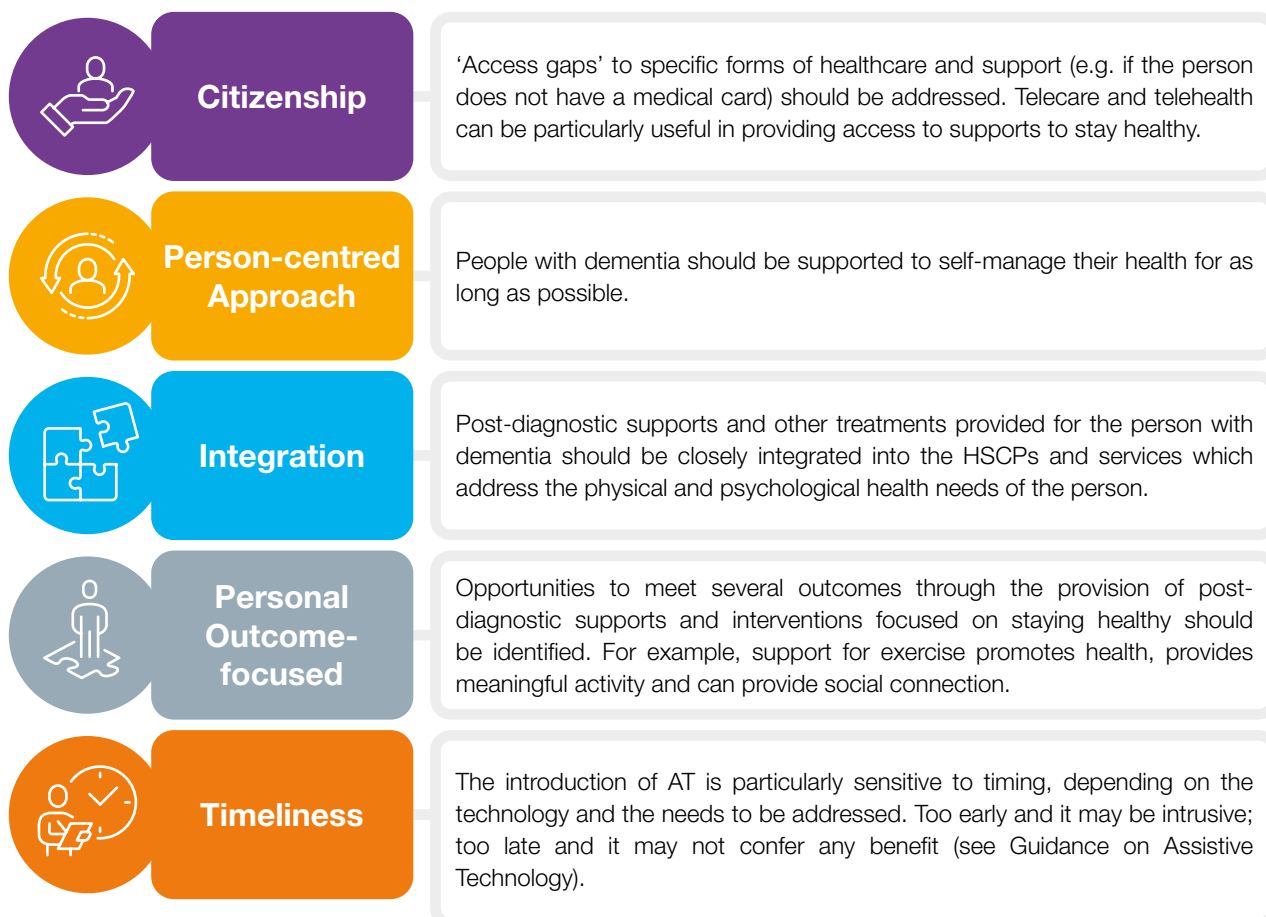 Citizenship
‘Access gaps’ to specific forms of healthcare and support (e.g. if the person
does not have a medical card) should be addressed. Telecare and telehealth
can be particularly useful in providing access to supports to stay healthy.
Person-centred
Approach
People with dementia should be supported to self-manage their health for as
long as possible.
Integration
Post-diagnostic supports and other treatments provided for the person with
dementia should be closely integrated into the HSCPs and services which
address the physical and psychological health needs of the person.
Personal
Outcome-
focused
Opportunities to meet several outcomes through the provision of post-
diagnostic supports and interventions focused on staying healthy should
be identified. For example, support for exercise promotes health, provides
meaningful activity and can provide social connection.
Timeliness
The introduction of AT is particularly sensitive to timing, depending on the
technology and the needs to be addressed. Too early and it may be intrusive;
too late and it may not confer any benefit (see Guidance on Assistive
Technology).